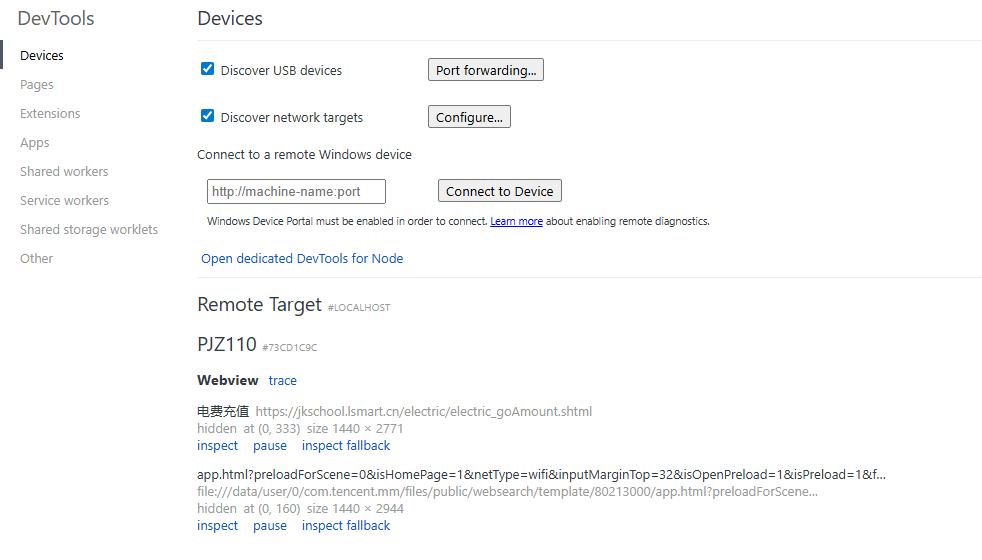 DevTools
Devices
Pages
Extensions
Apps
Shared workers
Service workers
Shared storage worklets
Other
Devices
Discover USB devices
Port forwarding...
Discover network targets
Configure...
Connect to a remote Windows device
http://machine-name:port
Connect to Device
Windows Device Portal must be enabled in order to connect. Learn more about enabling remote diagnostics.
Open dedicated DevTools for Node
Remote Target #LOCALHOST
PJZ110 #73CD1C9C
Webview trace
电费充值 https://jkschool.lsmart.cn/electric/electric_goAmount.shtml
hidden at (0, 333) size 1440 × 2771
inspect pause inspect fallback
app.html?preloadForScene=0&isHomePage=1&netType=wifi&inputMarginTop=32&isOpenPreload=1&isPreload=1&f...
file:///data/user/0/com.tencent.mm/files/public/websearch/template/80213000/app.html?preloadForScene...
hidden at (0, 160) size 1440 × 2944
inspect pause inspect fallback